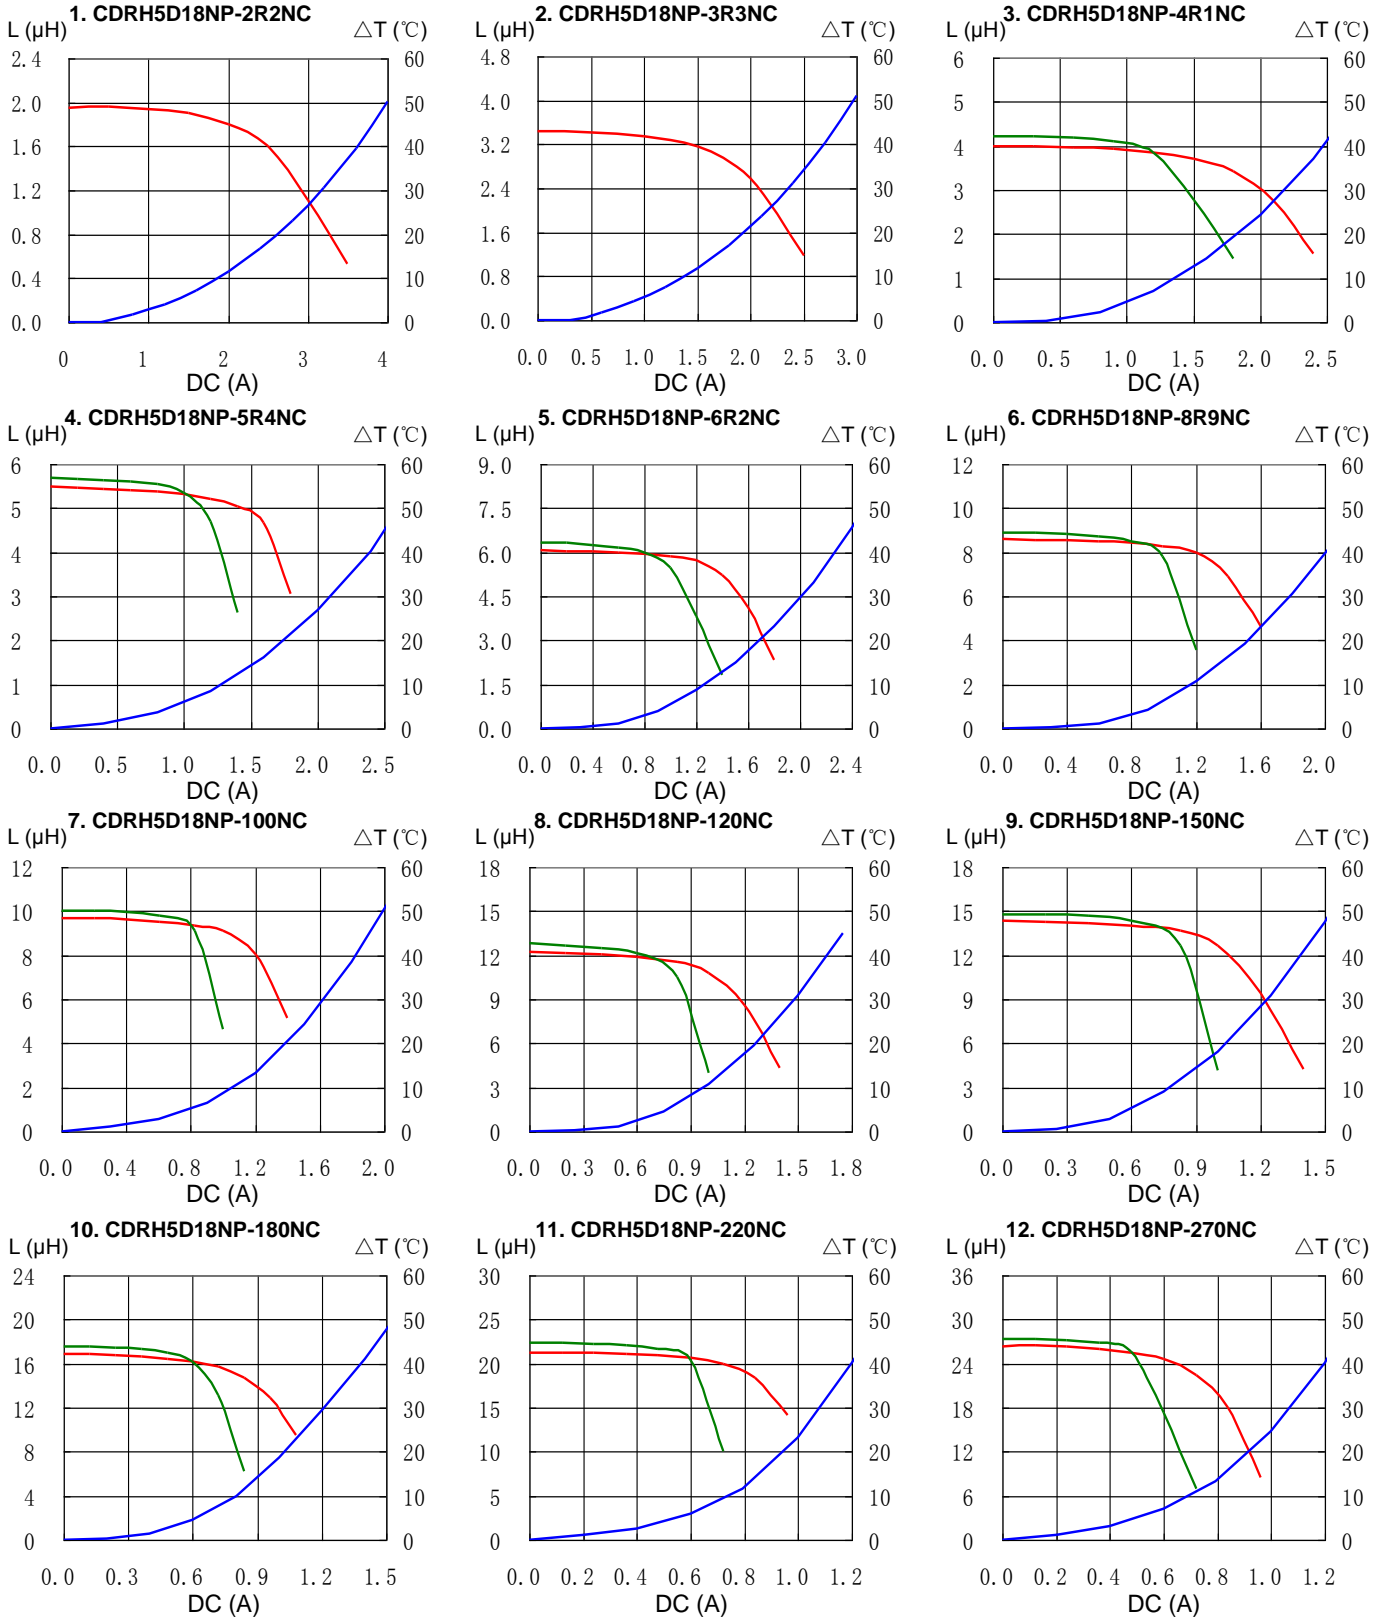 1. CDRH5D18NP-2R2NC
L (μH) △T (℃)
2.4 60
2.0 50
1.6 40
1.2 30
0.8 20
0.4 10
0.0 0
0 1 2 3 4
DC (A)
2. CDRH5D18NP-3R3NC
L (μH) △T (℃)
4.8 60
4.0 50
3.2 40
2.4 30
1.6 20
0.8 10
0.0 0
0.0 0.5 1.0 1.5 2.0 2.5 3.0
DC (A)
3. CDRH5D18NP-4R1NC
L (μH) △T (℃)
6 60
5 50
4 40
3 30
2 20
1 10
0 0
0.0 0.5 1.0 1.5 2.0 2.5
DC (A)
4. CDRH5D18NP-5R4NC
L (μH) △T (℃)
6 60
5 50
4 40
3 30
2 20
1 10
0 0
0.0 0.5 1.0 1.5 2.0 2.5
DC (A)
5. CDRH5D18NP-6R2NC
L (μH) △T (℃)
9.0 60
7.5 50
6.0 40
4.5 30
3.0 20
1.5 10
0.0 0
0.0 0.4 0.8 1.2 1.6 2.0 2.4
DC (A)
6. CDRH5D18NP-8R9NC
L (μH) △T (℃)
12 60
10 50
8 40
6 30
4 20
2 10
0 0
0.0 0.4 0.8 1.2 1.6 2.0
DC (A)
7. CDRH5D18NP-100NC
L (μH) △T (℃)
12 60
10 50
8 40
6 30
4 20
2 10
0 0
0.0 0.4 0.8 1.2 1.6 2.0
DC (A)
8. CDRH5D18NP-120NC
L (μH) △T (℃)
18 60
15 50
12 40
9 30
6 20
3 10
0 0
0.0 0.3 0.6 0.9 1.2 1.5 1.8
DC (A)
9. CDRH5D18NP-150NC
L (μH) △T (℃)
18 60
15 50
12 40
9 30
6 20
3 10
0 0
0.0 0.3 0.6 0.9 1.2 1.5
DC (A)
10. CDRH5D18NP-180NC
L (μH) △T (℃)
24 60
20 50
16 40
12 30
8 20
4 10
0 0
0.0 0.3 0.6 0.9 1.2 1.5
DC (A)
11. CDRH5D18NP-220NC
L (μH) △T (℃)
30 60
25 50
20 40
15 30
10 20
5 10
0 0
0.0 0.2 0.4 0.6 0.8 1.0 1.2
DC (A)
12. CDRH5D18NP-270NC
L (μH) △T (℃)
36 60
30 50
24 40
18 30
12 20
6 10
0 0
0.0 0.2 0.4 0.6 0.8 1.0 1.2
DC (A)